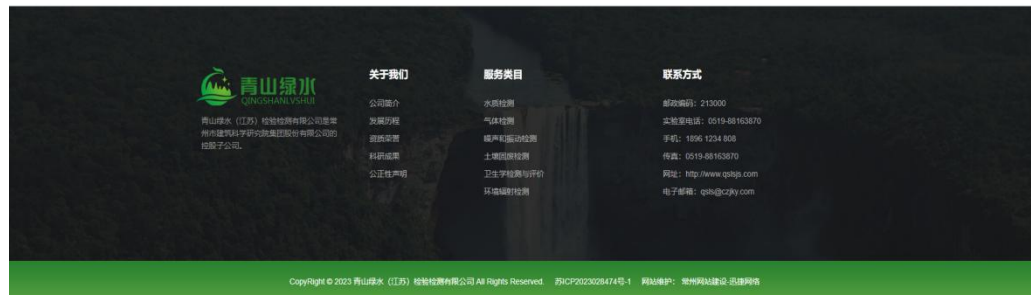 青山绿水
QINGSHANLVSHUI
青山绿水（江苏）检验检测有限公司是常
州市建筑科学研究院集团股份有限公司的
控股子公司。
关于我们
公司简介
发展历程
资质荣誉
科研成果
公正性声明
服务类目
水质检测
气体检测
噪声和振动检测
土壤固废检测
卫生学检测与评价
环境辐射检测
联系方式
邮政编码：213000
实验室电话：0519-88163870
手机：1896 1234 808
传真：0519-88163870
网址：http://www.qslsjs.com
电子邮箱：qsls@czjky.com
CopyRight © 2023 青山绿水（江苏）检验检测有限公司 All Rights Reserved. 苏ICP2023026474号-1 网站维护：常州网站建设-迅捷网络